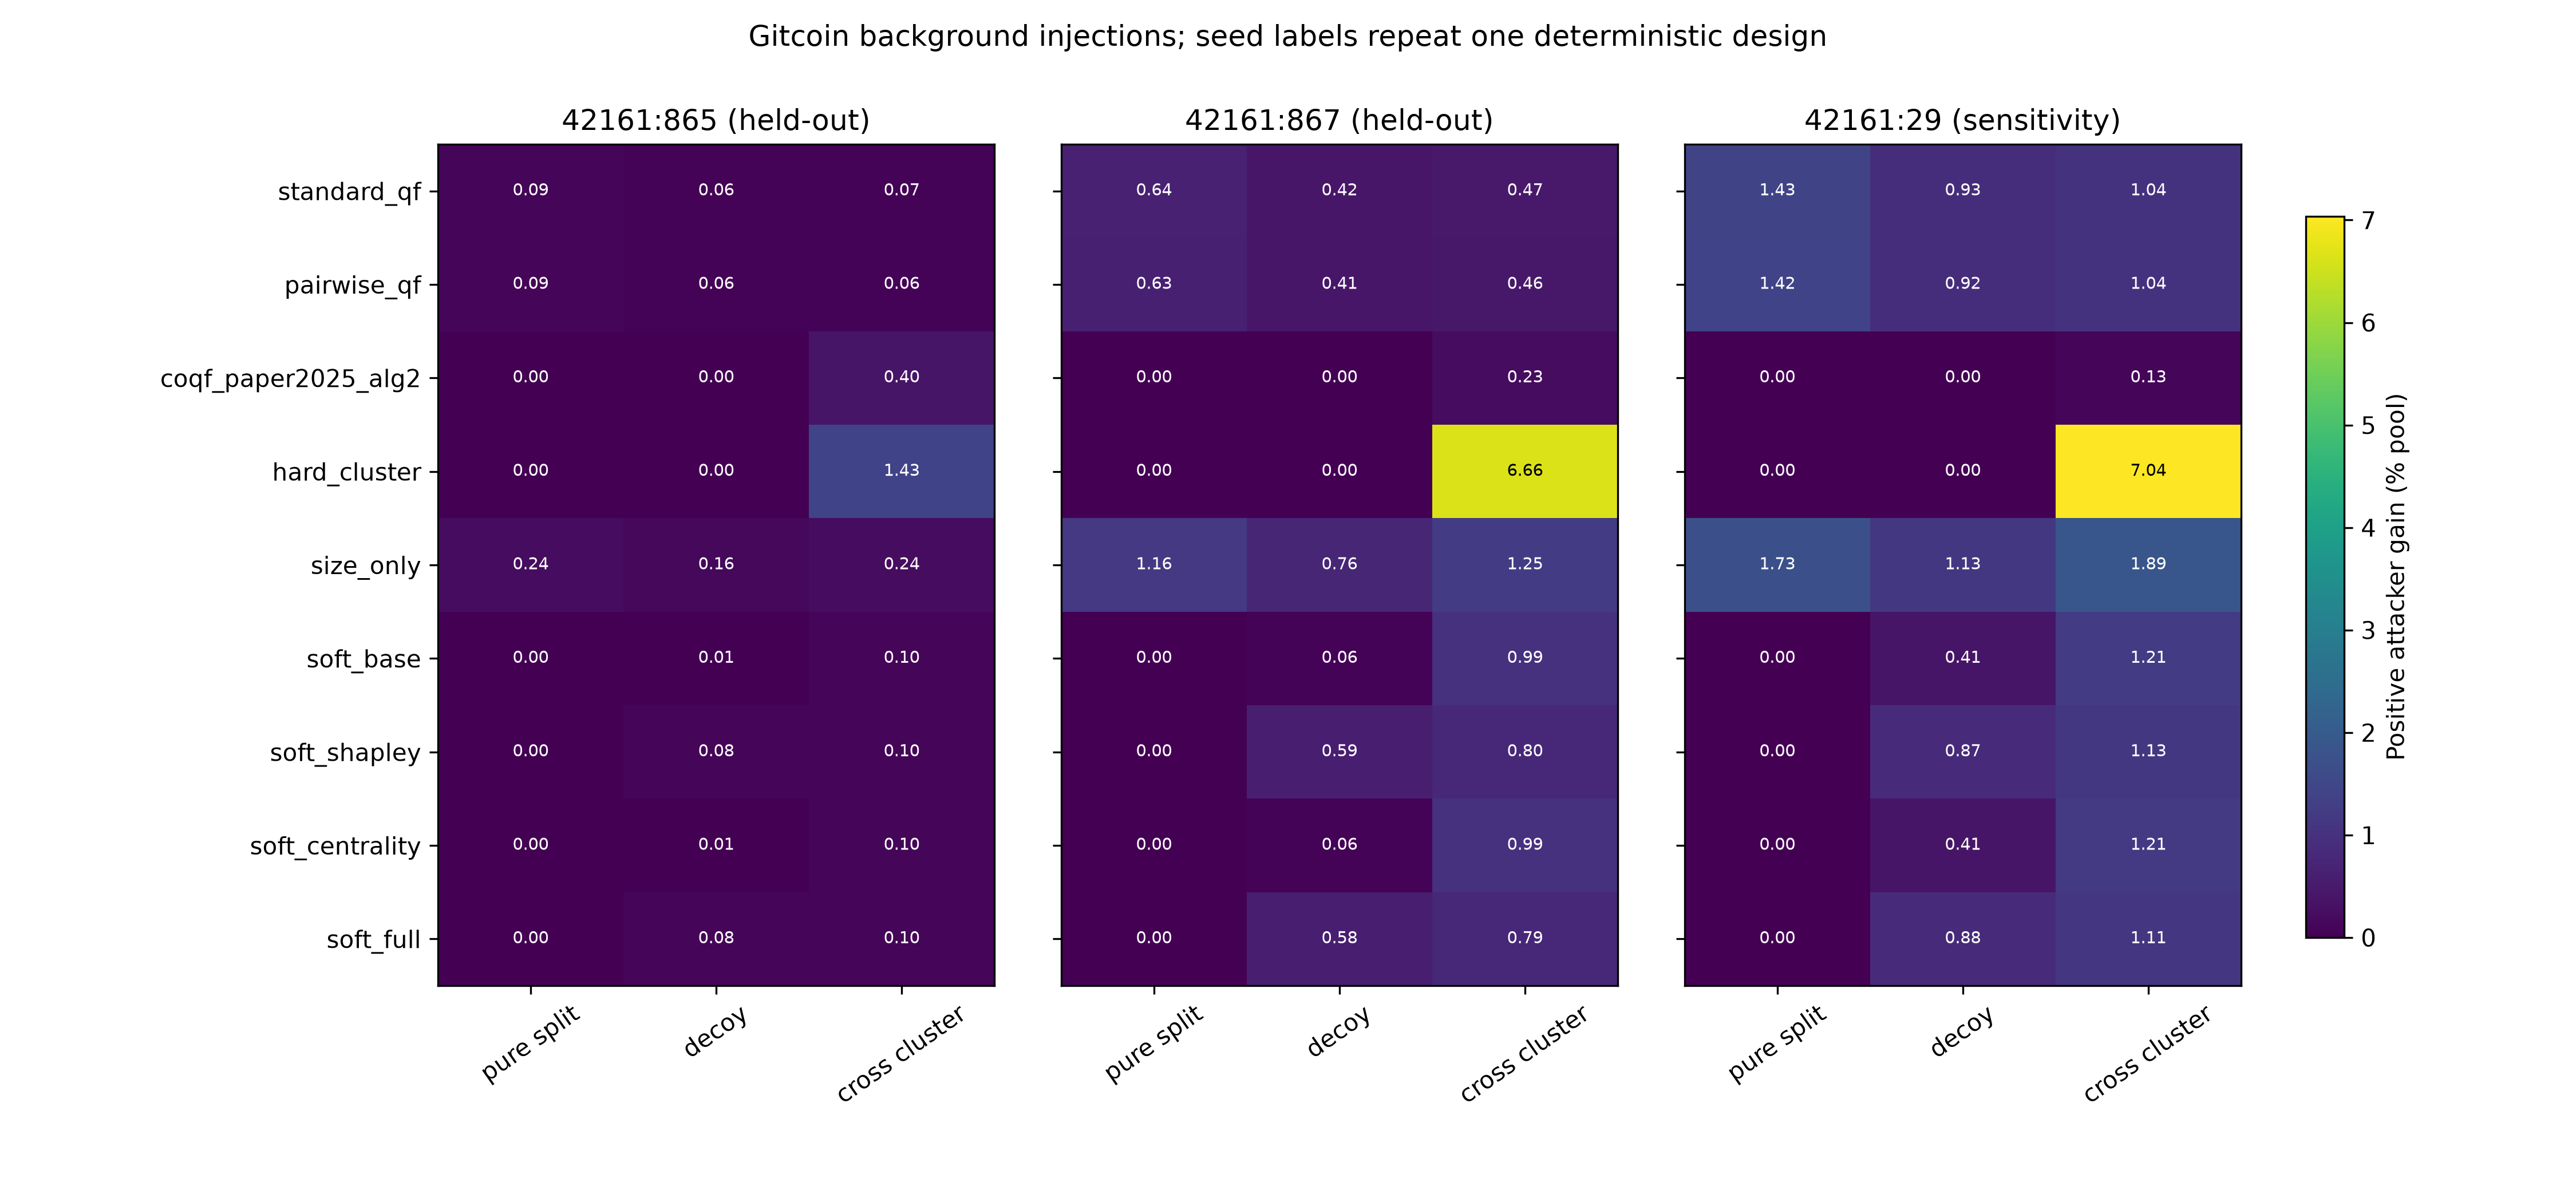 Gitcoin background injections; seed labels repeat one deterministic design
42161:865 (held-out) 42161:867 (held-out) 42161:29 (sensitivity)
standard_qf 0.09 0.06 0.07 0.64 0.42 0.47 1.43 0.93 1.04
pairwise_qf 0.09 0.06 0.06 0.63 0.41 0.46 1.42 0.92 1.04
coqf_paper2025_alg2 0.00 0.00 0.40 0.00 0.00 0.23 0.00 0.00 0.13
hard_cluster 0.00 0.00 1.43 0.00 0.00 6.66 0.00 0.00 7.04
size_only 0.24 0.16 0.24 1.16 0.76 1.25 1.73 1.13 1.89
soft_base 0.00 0.01 0.10 0.00 0.06 0.99 0.00 0.41 1.21
soft_shapley 0.00 0.08 0.10 0.00 0.59 0.80 0.00 0.87 1.13
soft_centrality 0.00 0.01 0.10 0.00 0.06 0.99 0.00 0.41 1.21
soft_full 0.00 0.08 0.10 0.00 0.58 0.79 0.00 0.88 1.11
pure split decoy cross cluster pure split decoy cross cluster pure split decoy cross cluster
7
6
5
4
3
2
1
0
Positive attacker gain (% pool)